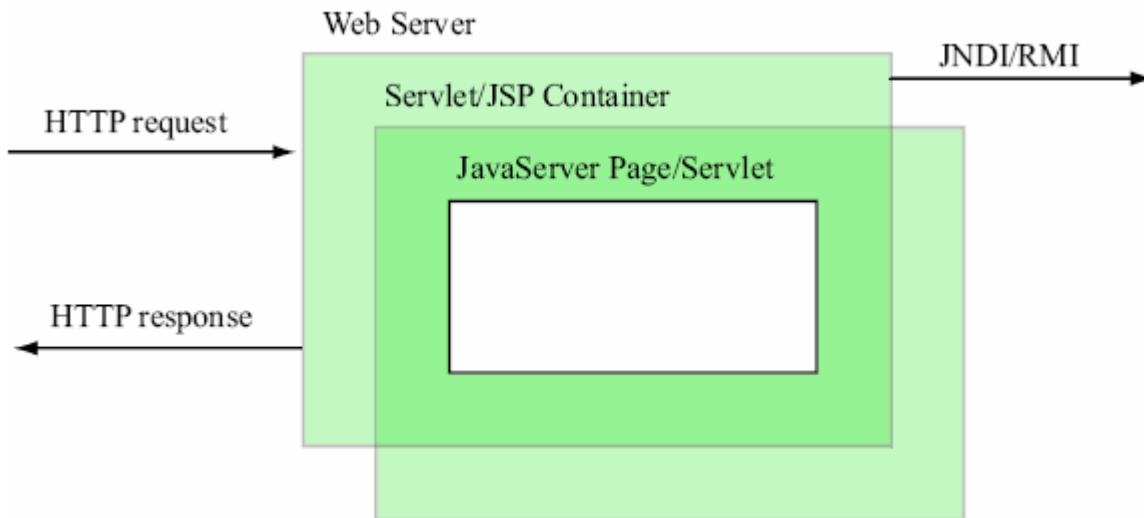 Web Server
JNDI/RMI
Servlet/JSP Container
HTTP request
JavaServer Page/Servlet
HTTP response